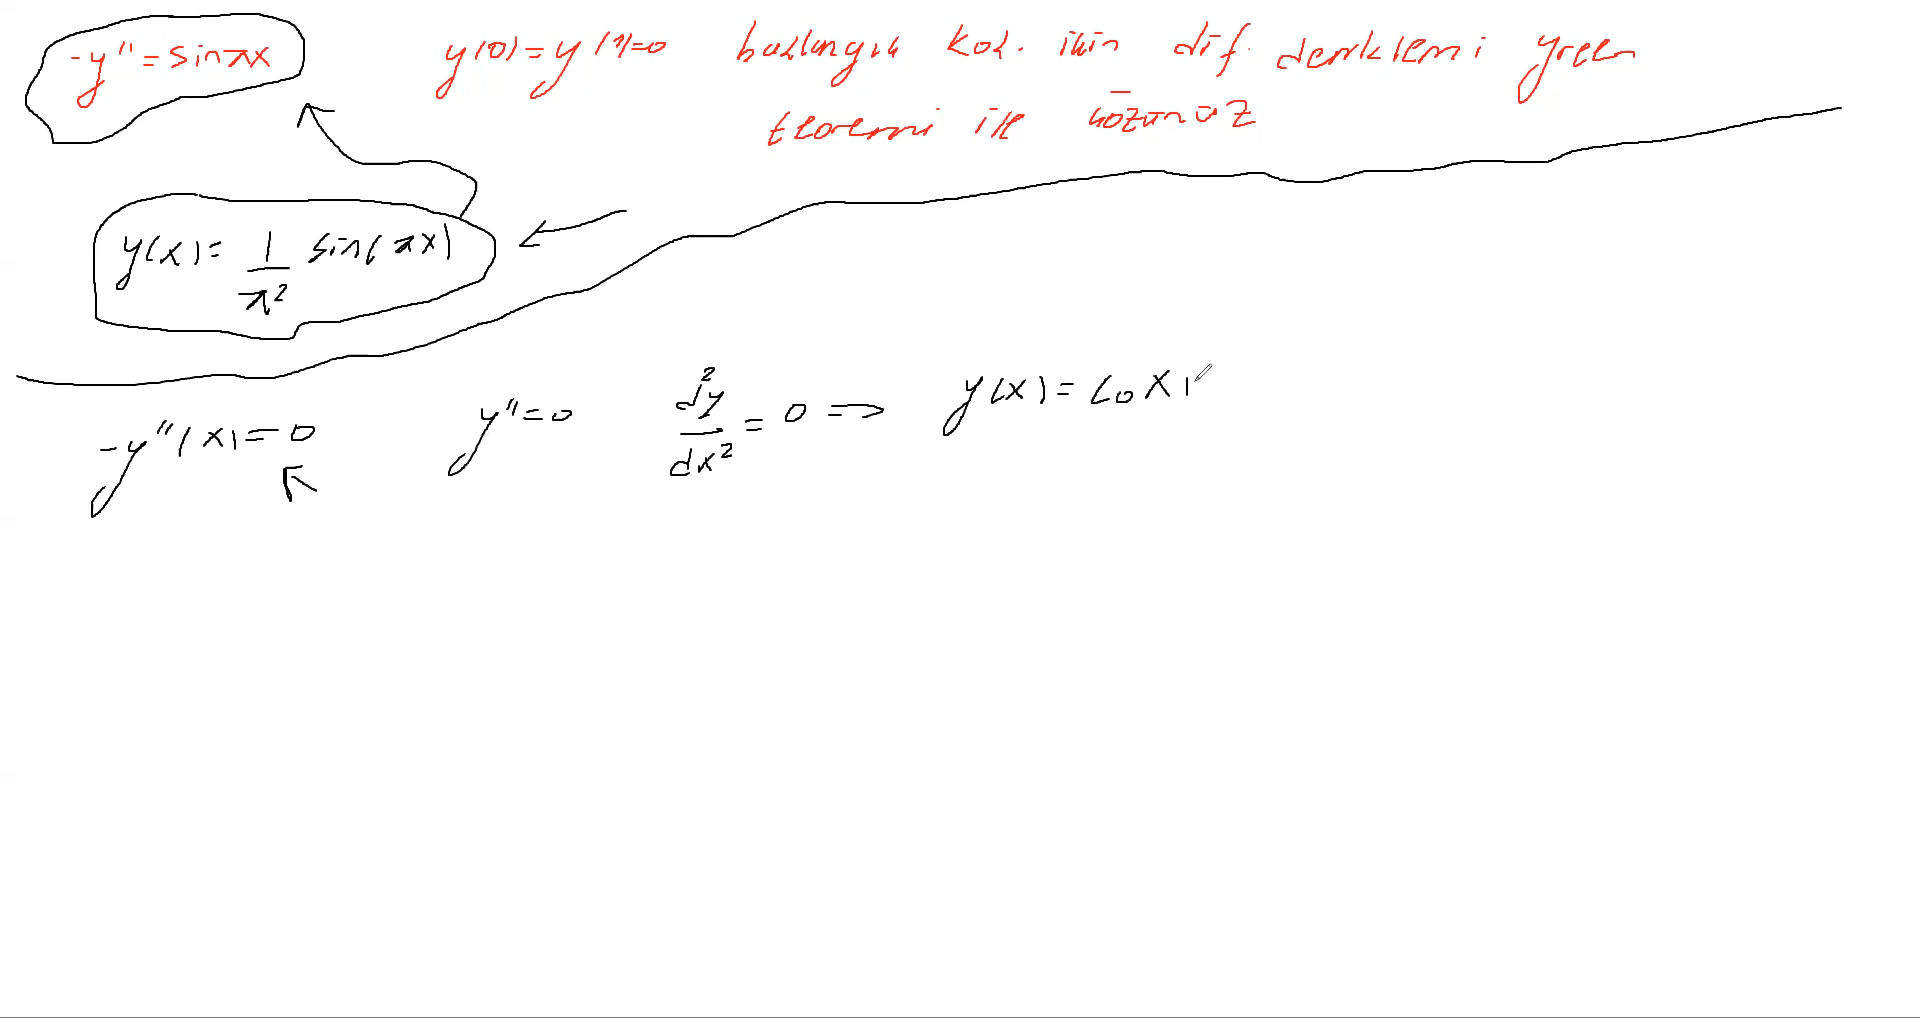 -y'' = sinπx y(0)=y(1)=0 başlangıç koş. için dif. denklemi green
teoremi ile çözünüz
y(x) = 1/π² sin(πx)
-y''(x)=0 y''=0 d²y/dx² = 0 => y(x) = c₀x